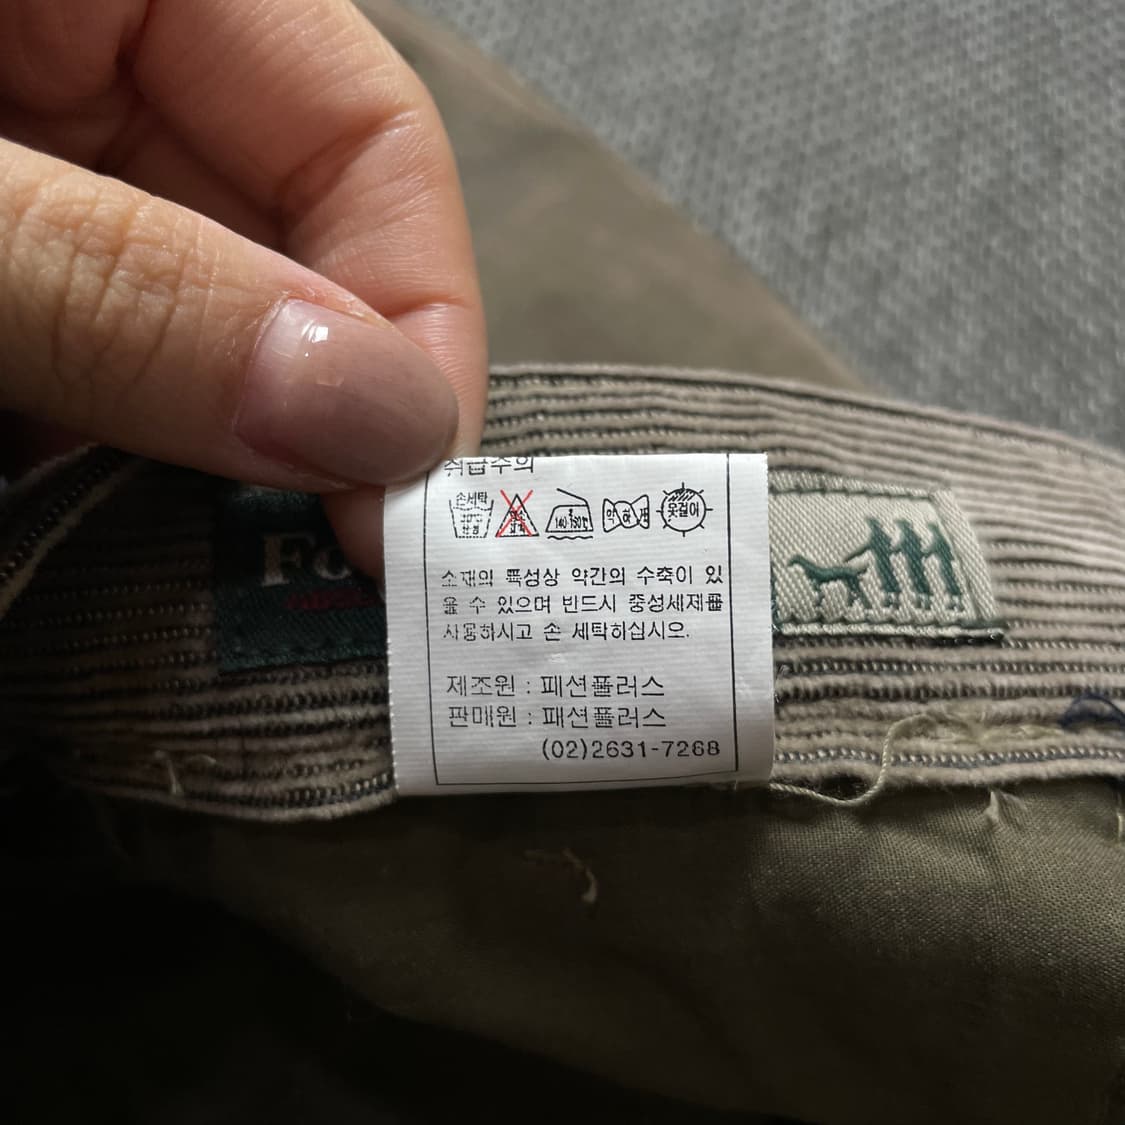 취급주의
손세탁
140-160℃
약하게
옷걸이
소재의 특성상 약간의 수축이 있
을 수 있으며 반드시 중성세제를
사용하시고 손 세탁하십시오.
제조원 : 패션플러스
판매원 : 패션플러스
(02)2631-7268
Fo